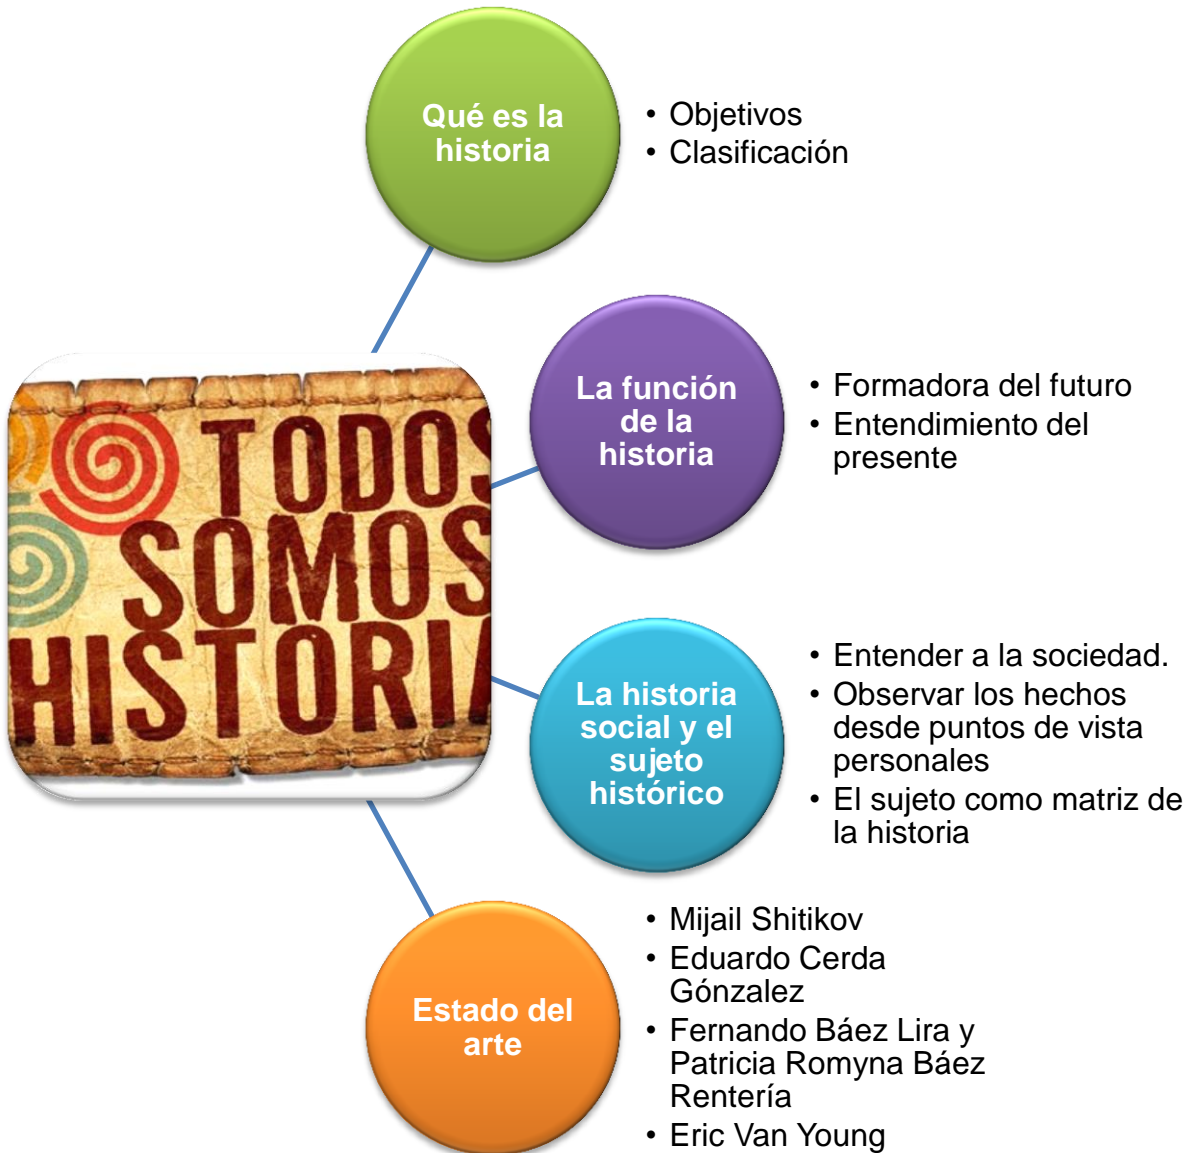 Qué es la
historia
• Objetivos
• Clasificación
TODOS
SOMOS
HISTORIA
La función
de la
historia
• Formadora del futuro
• Entendimiento del
presente
La historia
social y el
sujeto
histórico
• Entender a la sociedad.
• Observar los hechos
desde puntos de vista
personales
• El sujeto como matriz de
la historia
Estado del
arte
• Mijail Shitikov
• Eduardo Cerda
Gónzalez
• Fernando Báez Lira y
Patricia Romyna Báez
Rentería
• Eric Van Young